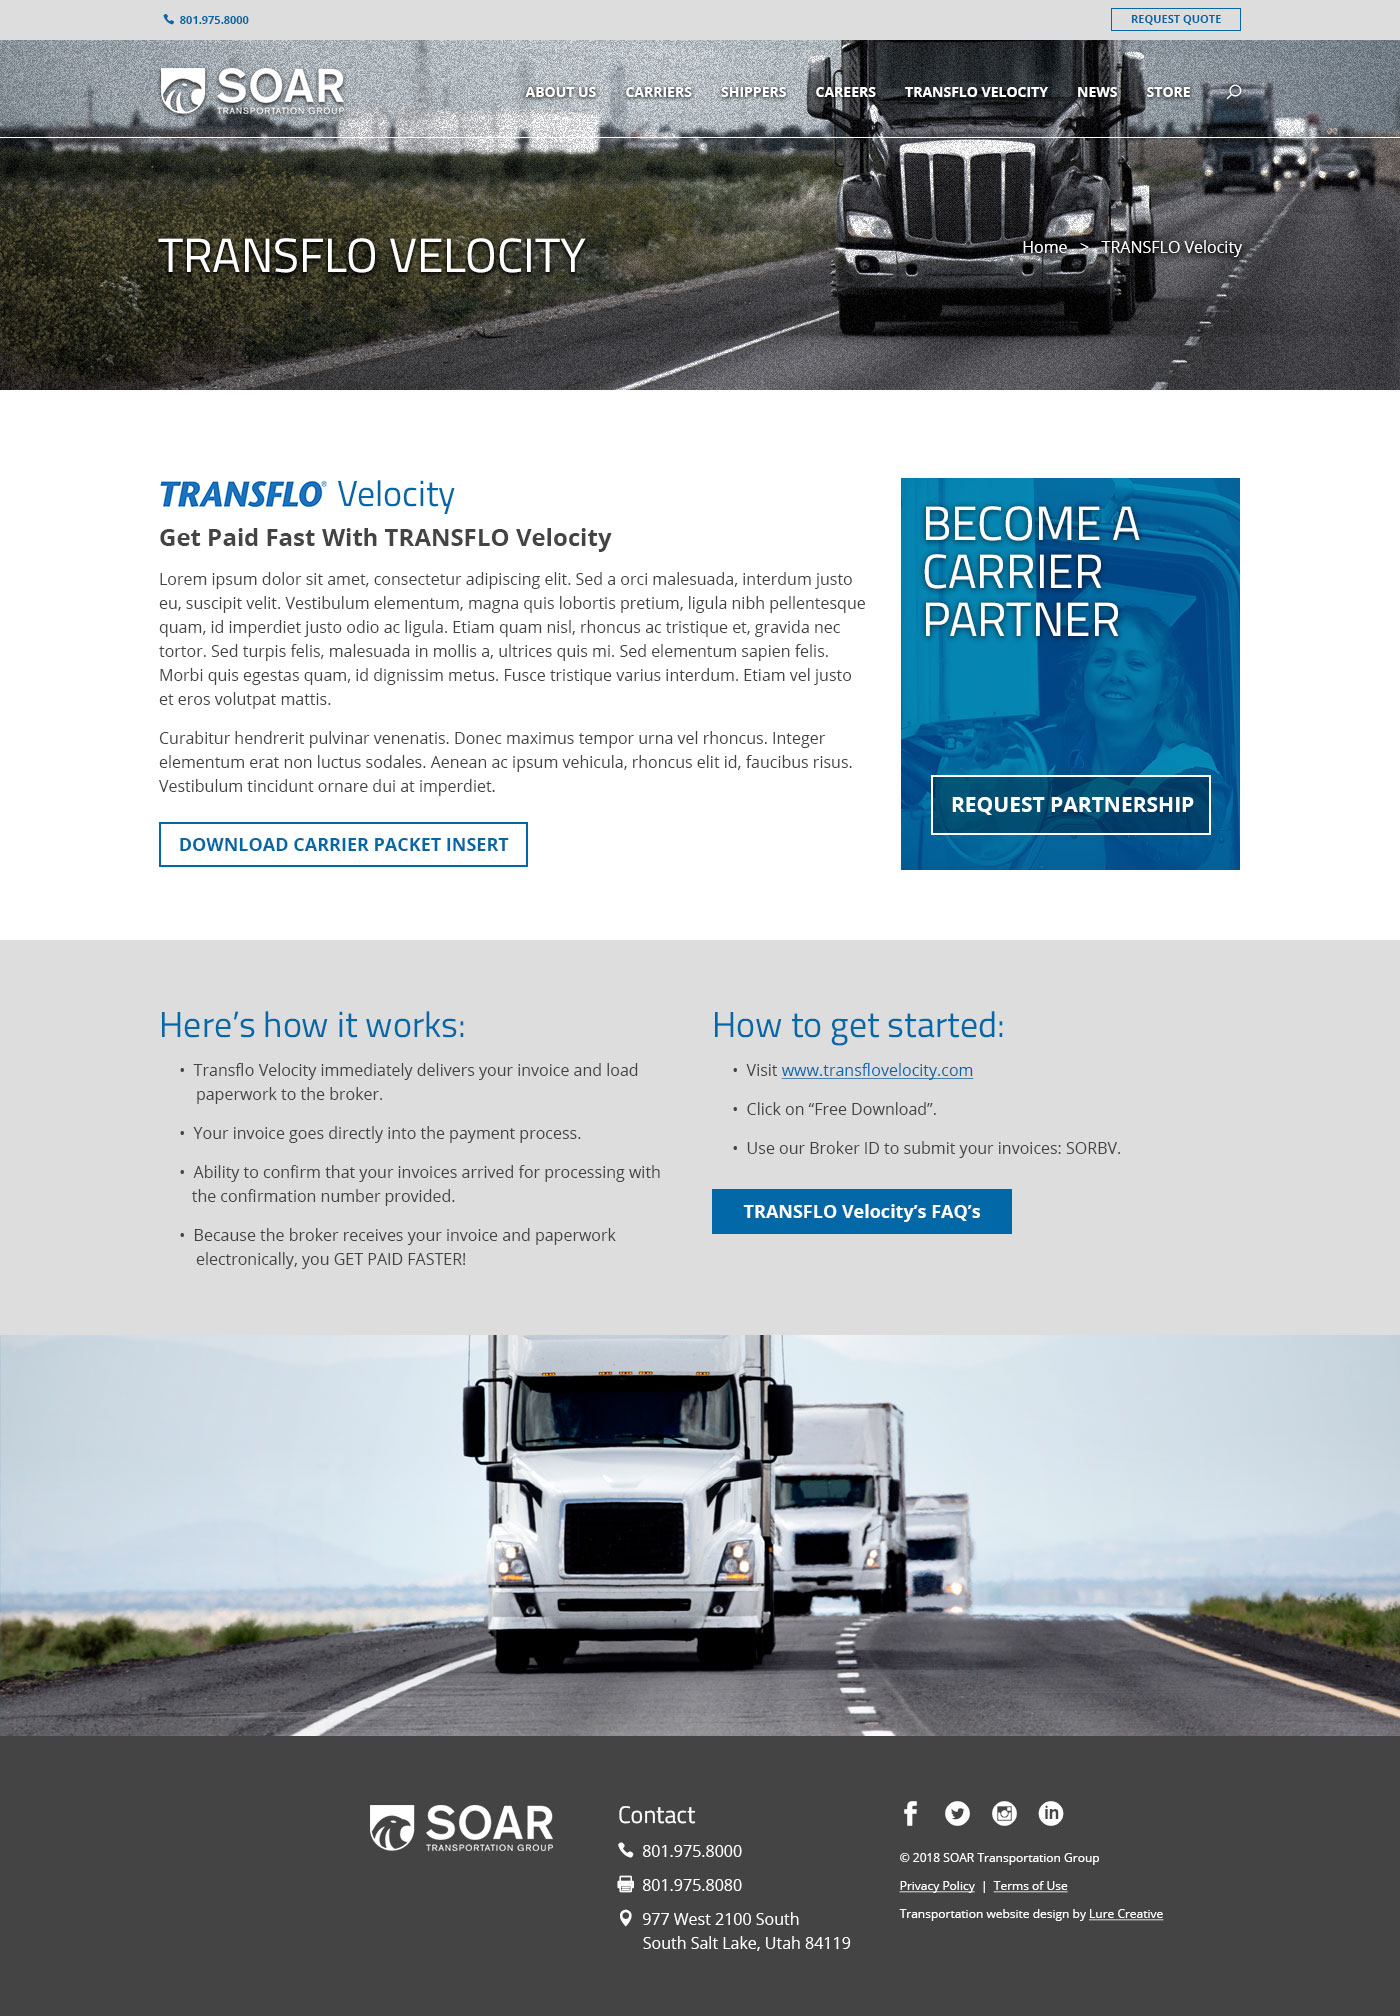 801.975.8000
REQUEST QUOTE
SOAR
TRANSPORTATION GROUP
ABOUT US CARRIERS SHIPPERS CAREERS TRANSFLO VELOCITY NEWS STORE
TRANSFLO VELOCITY
Home > TRANSFLO Velocity
TRANSFLO® Velocity
Get Paid Fast With TRANSFLO Velocity
Lorem ipsum dolor sit amet, consectetur adipiscing elit. Sed a orci malesuada, interdum justo
eu, suscipit velit. Vestibulum elementum, magna quis lobortis pretium, ligula nibh pellentesque
quam, id imperdiet justo odio ac ligula. Etiam quam nisl, rhoncus ac tristique et, gravida nec
tortor. Sed turpis felis, malesuada in mollis a, ultrices quis mi. Sed elementum sapien felis.
Morbi quis egestas quam, id dignissim metus. Fusce tristique varius interdum. Etiam vel justo
et eros volutpat mattis.
Curabitur hendrerit pulvinar venenatis. Donec maximus tempor urna vel rhoncus. Integer
elementum erat non luctus sodales. Aenean ac ipsum vehicula, rhoncus elit id, faucibus risus.
Vestibulum tincidunt ornare dui at imperdiet.
DOWNLOAD CARRIER PACKET INSERT
BECOME A
CARRIER
PARTNER
REQUEST PARTNERSHIP
Here’s how it works:
• Transflo Velocity immediately delivers your invoice and load
paperwork to the broker.
• Your invoice goes directly into the payment process.
• Ability to confirm that your invoices arrived for processing with
the confirmation number provided.
• Because the broker receives your invoice and paperwork
electronically, you GET PAID FASTER!
How to get started:
• Visit www.transflovelocity.com
• Click on “Free Download”.
• Use our Broker ID to submit your invoices: SORBV.
TRANSFLO Velocity’s FAQ’s
SOAR
TRANSPORTATION GROUP
Contact
801.975.8000
801.975.8080
977 West 2100 South
South Salt Lake, Utah 84119
© 2018 SOAR Transportation Group
Privacy Policy | Terms of Use
Transportation website design by Lure Creative